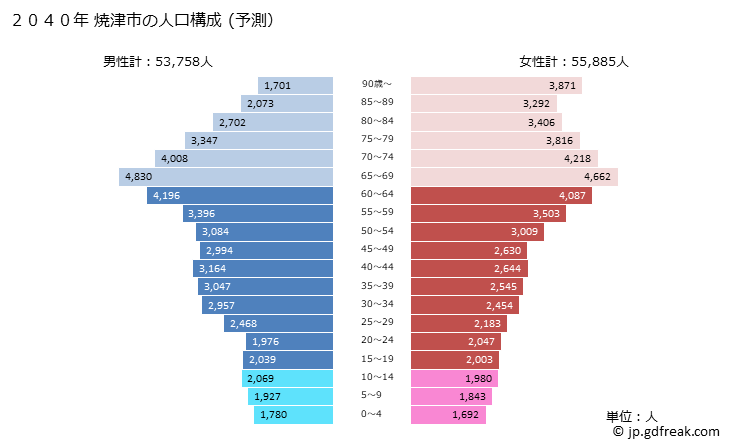 ２０４０年 焼津市の人口構成 (予測)
男性計：53,758人 女性計：55,885人
1,701 90歳～ 3,871
2,073 85～89 3,292
2,702 80～84 3,406
3,347 75～79 3,816
4,008 70～74 4,218
4,830 65～69 4,662
4,196 60～64 4,087
3,396 55～59 3,503
3,084 50～54 3,009
2,994 45～49 2,630
3,164 40～44 2,644
3,047 35～39 2,545
2,957 30～34 2,454
2,468 25～29 2,183
1,976 20～24 2,047
2,039 15～19 2,003
2,069 10～14 1,980
1,927 5～9 1,843
1,780 0～4 1,692
単位：人
© jp.gdfreak.com